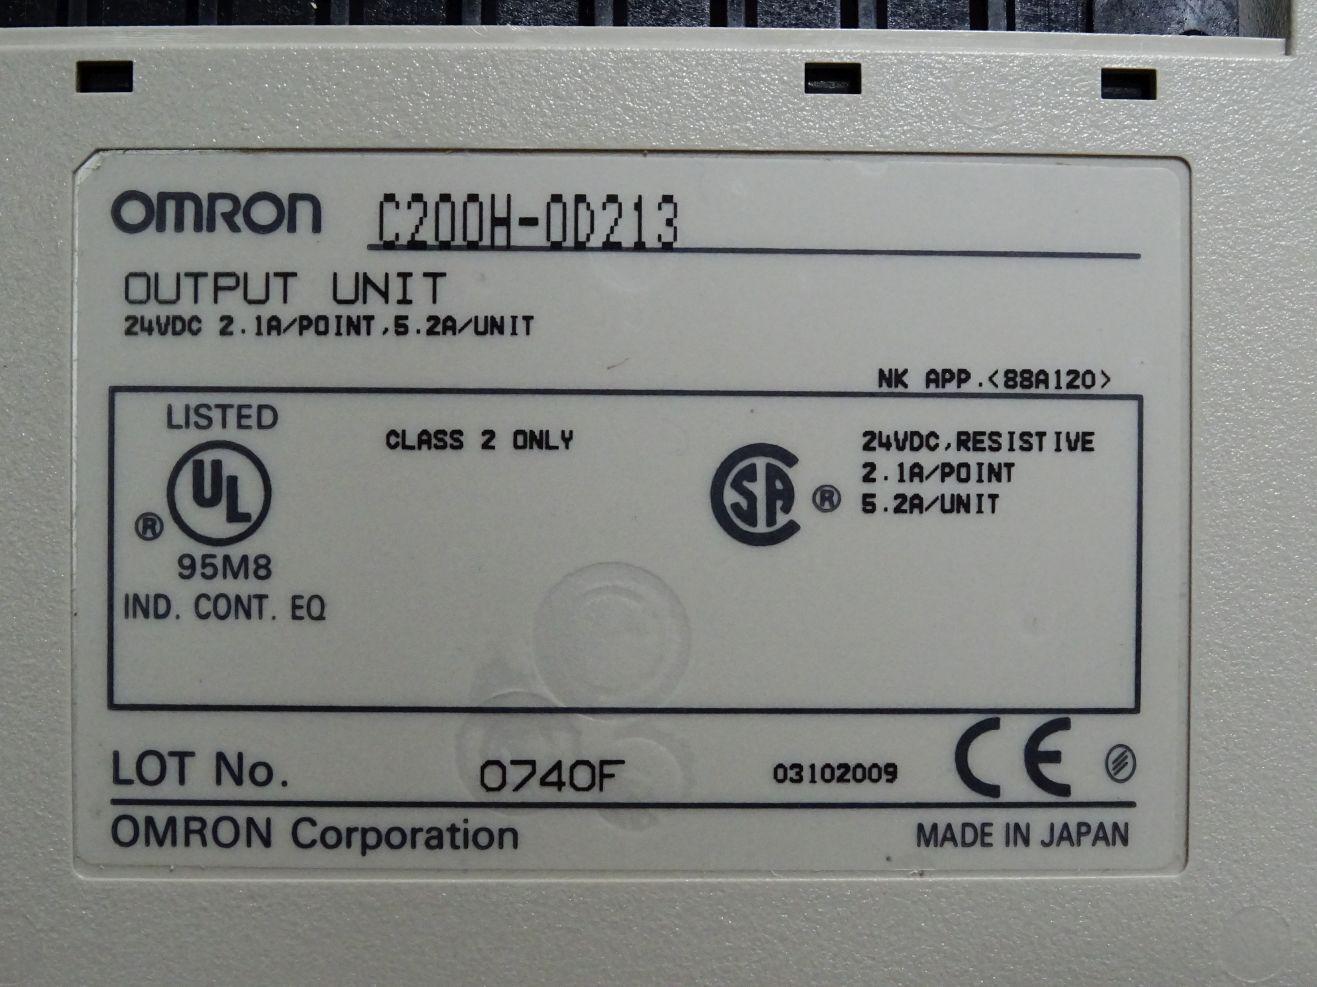 OMRON C200H-OD213
OUTPUT UNIT
24VDC 2.1A/POINT,5.2A/UNIT
NK APP.<88A120>
LISTED
UL
®
95M8
IND. CONT. EQ
CLASS 2 ONLY
CSA ®
24VDC,RESISTIVE
2.1A/POINT
5.2A/UNIT
LOT No. 0740F 03102009 CE
OMRON Corporation MADE IN JAPAN